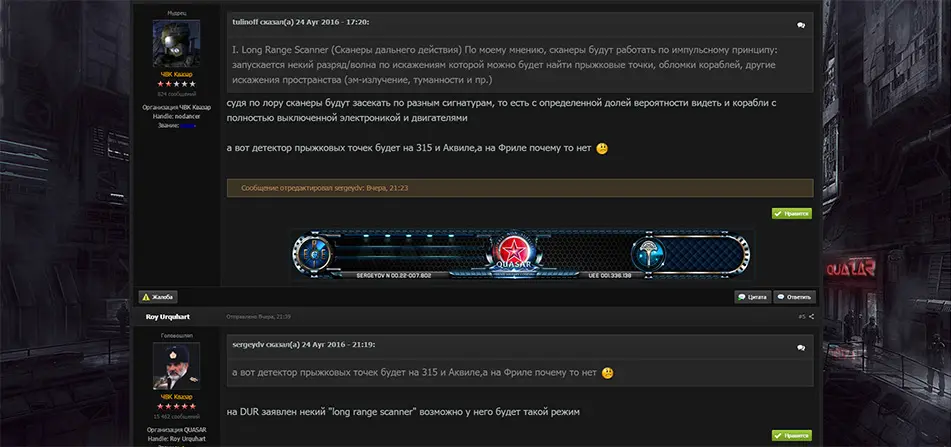 Мудрец
ЧВК Квазар
824 сообщений
Организация ЧВК Квазар
Handle: nodancer
Звание:
tulinoff сказал(а) 24 Авг 2016 - 17:20:
I. Long Range Scanner (Сканеры дальнего действия) По моему мнению, сканеры будут работать по импульсному принципу:
запускается некий разряд/волна по искажениям которой можно будет найти прыжковые точки, обломки кораблей, другие
искажения пространства (эм-излучение, туманности и пр.)
судя по лору сканеры будут засекать по разным сигнатурам, то есть с определенной долей вероятности видеть и корабли с
полностью выключенной электроникой и двигателями
а вот детектор прыжковых точек будет на 315 и Аквиле,а на Фриле почему то нет
Сообщение отредактировал sergeydv: Вчера, 21:23
Нравится
QUASAR
SERGEYDV N 00.22-007.802
UEE 001.336.138
QUASAR
Жалоба
Цитата
Ответить
Roy Urquhart
Отправлено Вчера, 21:39
#5
Головошлеп
ЧВК Квазар
15 462 сообщений
Организация QUASAR
Handle: Roy Urquhart
sergeydv сказал(а) 24 Авг 2016 - 21:19:
а вот детектор прыжковых точек будет на 315 и Аквиле,а на Фриле почему то нет
на DUR заявлен некий "long range scanner" возможно у него будет такой режим
Нравится